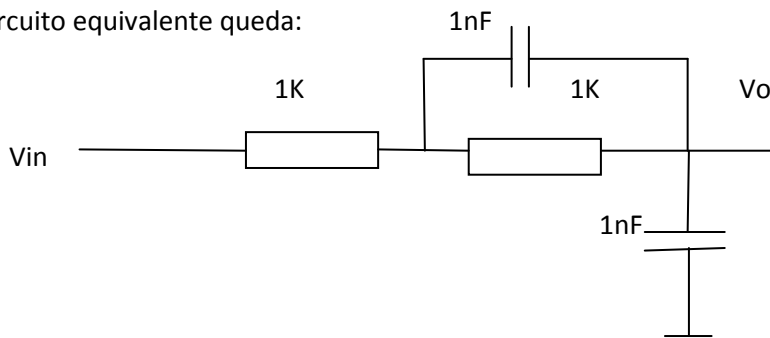 rcuito equivalente queda:
1nF
1K
1K
Vo
Vin
1nF